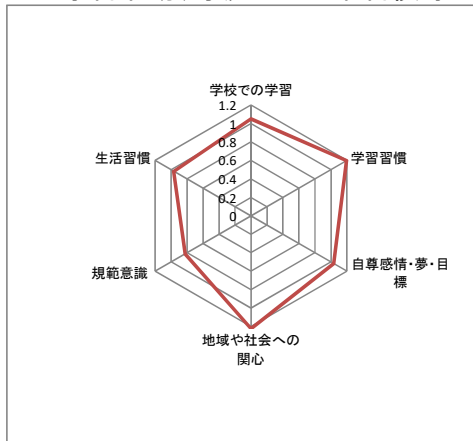 学校での学習
1.2
1
0.8
0.6
0.4
0.2
0
生活習慣
学習習慣
規範意識
自尊感情・夢・目
標
地域や社会への
関心